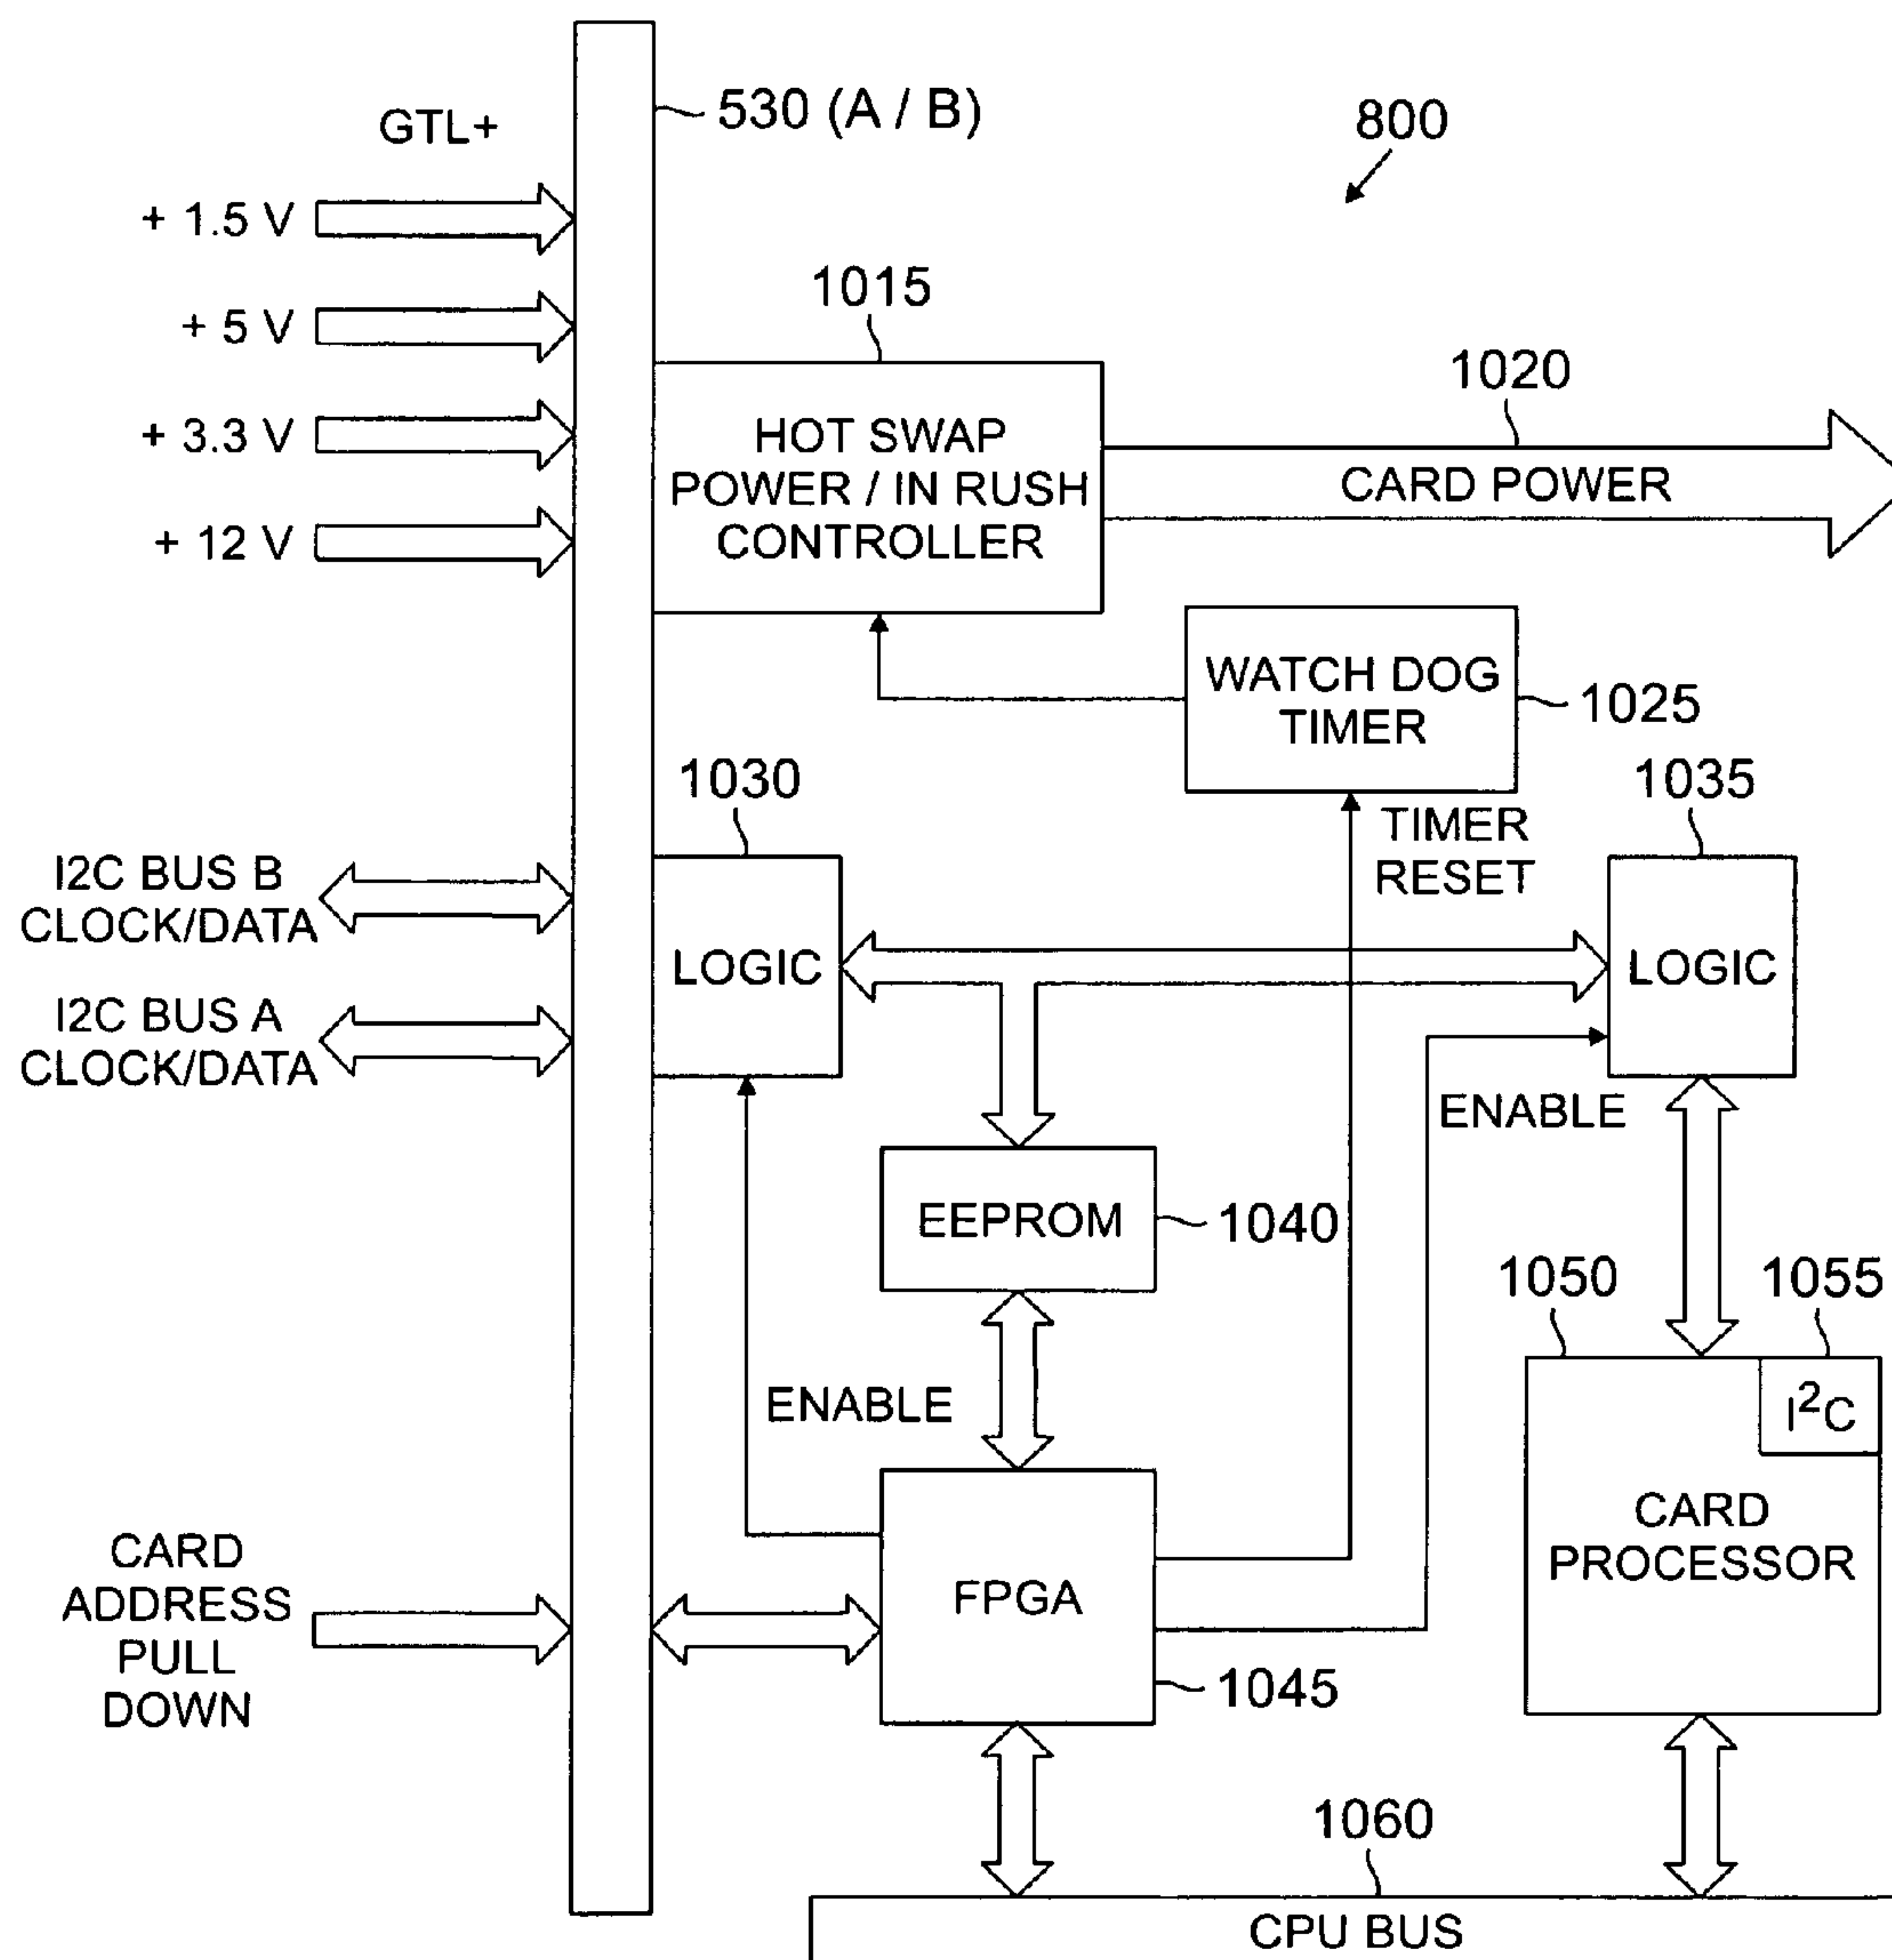 GTL+
530 (A / B)
800
+ 1.5 V
+ 5 V
+ 3.3 V
+ 12 V
1015
HOT SWAP
POWER / IN RUSH
CONTROLLER
1020
CARD POWER
WATCH DOG
TIMER
1025
TIMER
RESET
1030
LOGIC
1035
LOGIC
I2C BUS B
CLOCK/DATA
I2C BUS A
CLOCK/DATA
ENABLE
EEPROM
1040
1050
1055
I²C
CARD
PROCESSOR
ENABLE
FPGA
1045
CARD
ADDRESS
PULL
DOWN
1060
CPU BUS